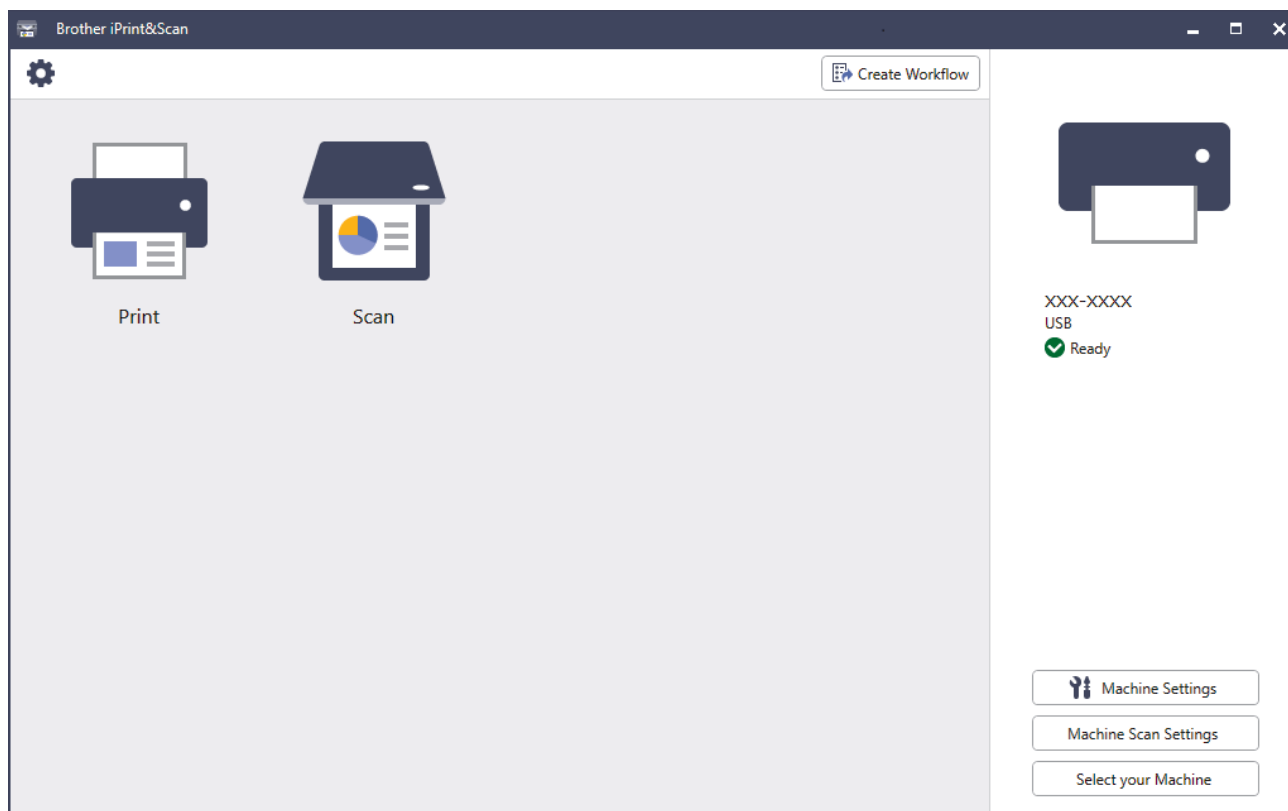 Brother iPrint&Scan
Create Workflow
Print
Scan
XXX-XXXX
USB
Ready
Machine Settings
Machine Scan Settings
Select your Machine